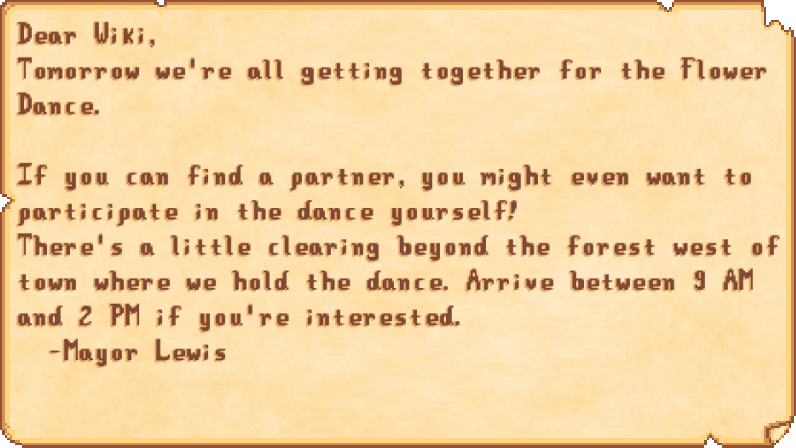 Dear Wiki,
Tomorrow we're all getting together for the Flower
Dance.
If you can find a partner, you might even want to
participate in the dance yourself!
There's a little clearing beyond the forest west of
town where we hold the dance. Arrive between 9 AM
and 2 PM if you're interested.
-Mayor Lewis